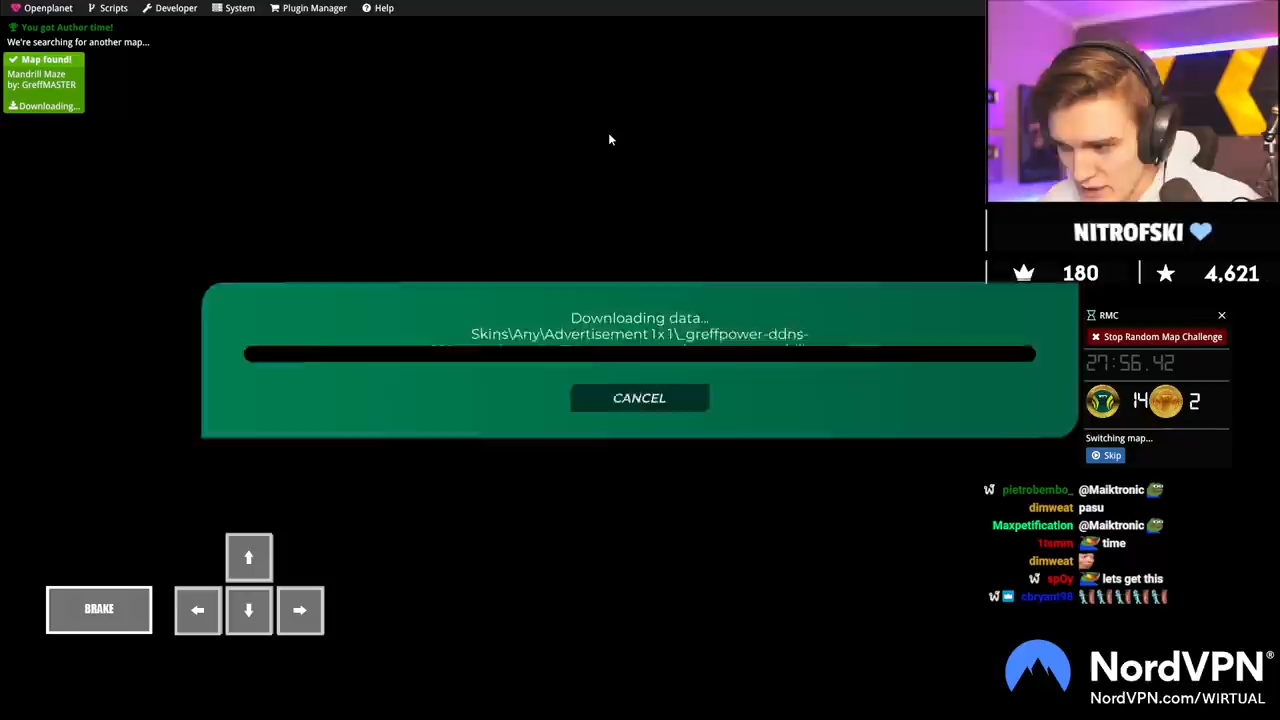 Openplanet Scripts Developer System Plugin Manager Help
You got Author time!
We're searching for another map...
Map found!
Mandrill Maze
by: GreffMASTER
Downloading...
Downloading data...
Skins\Any\Advertisement1x1\_greffpower-ddns-
CANCEL
BRAKE
NITROFSKI
180 4,621
RMC
Stop Random Map Challenge
27:56.42
14 2
Switching map...
Skip
pietrobembo_ @Maiktronic
dimweat pasu
Maxpetification @Maiktronic
1tsmm time
dimweat
sp0y lets get this
cbryant98
NordVPN®
NordVPN.com/WIRTUAL